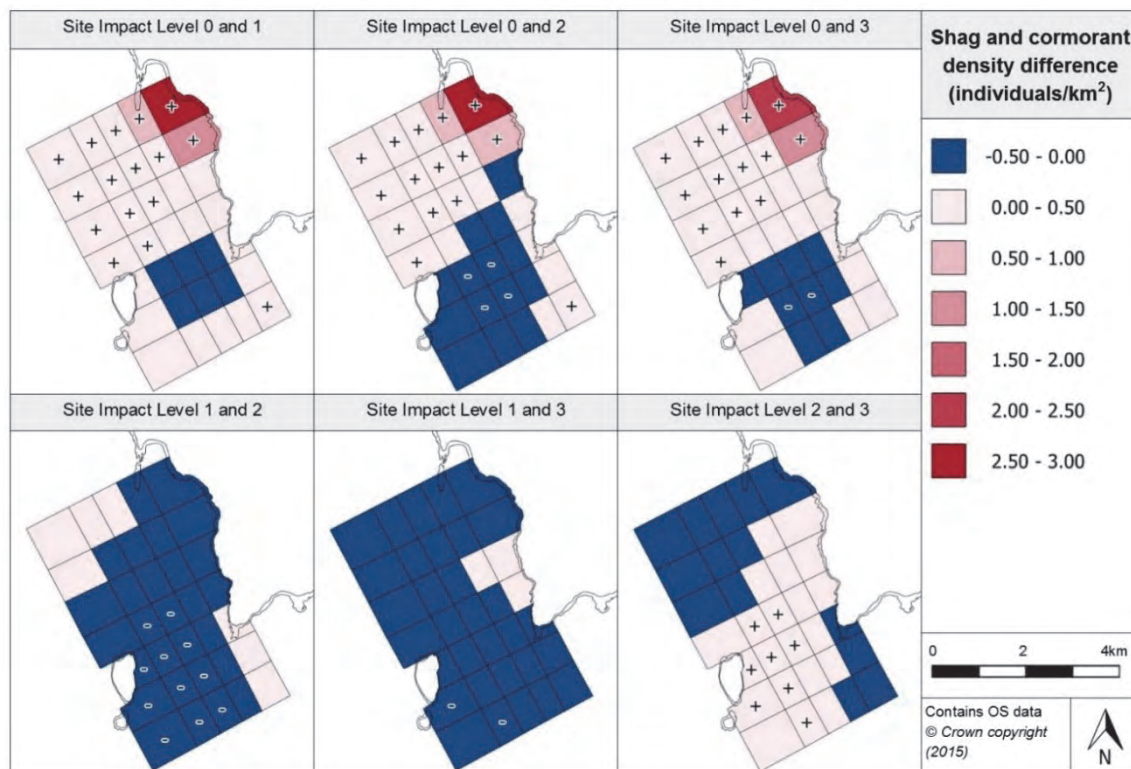 Site Impact Level 0 and 1
Site Impact Level 0 and 2
Site Impact Level 0 and 3
Shag and cormorant
density difference
(individuals/km²)
-0.50 - 0.00
0.00 - 0.50
0.50 - 1.00
1.00 - 1.50
1.50 - 2.00
2.00 - 2.50
2.50 - 3.00
Site Impact Level 1 and 2
Site Impact Level 1 and 3
Site Impact Level 2 and 3
0 2 4km
Contains OS data
© Crown copyright
(2015)
N